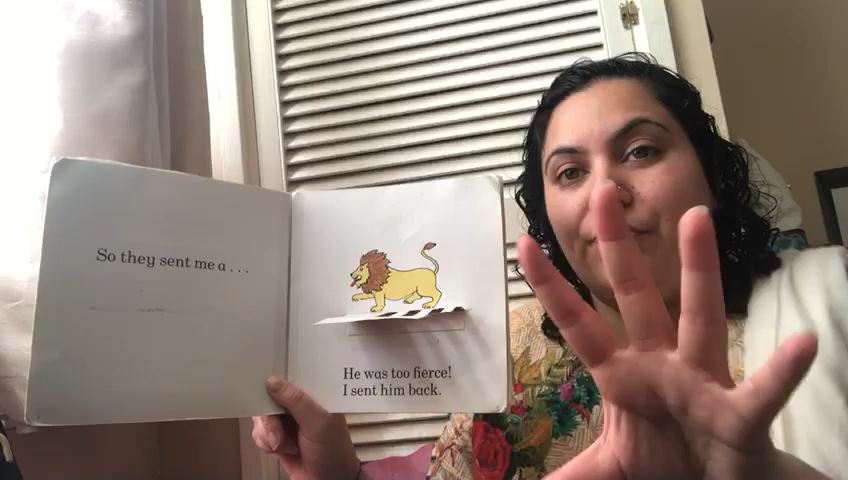 So they sent me a . . .
He was too fierce!
I sent him back.